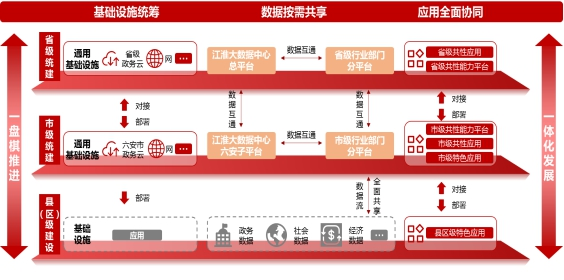 基础设施统筹 数据按需共享 应用全面协同
一盘棋推进
一体化发展
省级统建
通用
基础设施
省级
政务云
网
江淮大数据中心
总平台
数据互通
省级行业部门
分平台
省级共性应用
省级共性能力平台
对接
部署
数据互通
数据互通
对接
部署
市级统建
通用
基础设施
六安市
政务云
网
江淮大数据中心
六安子平台
数据互通
市级行业部门
分平台
市级共性能力平台
市级共性应用
市级特色应用
部署
数据流
全面共享
对接
部署
县(区)级建设
基础
设施
应用
政务
数据
社会
数据
经济
数据
县区级特色应用